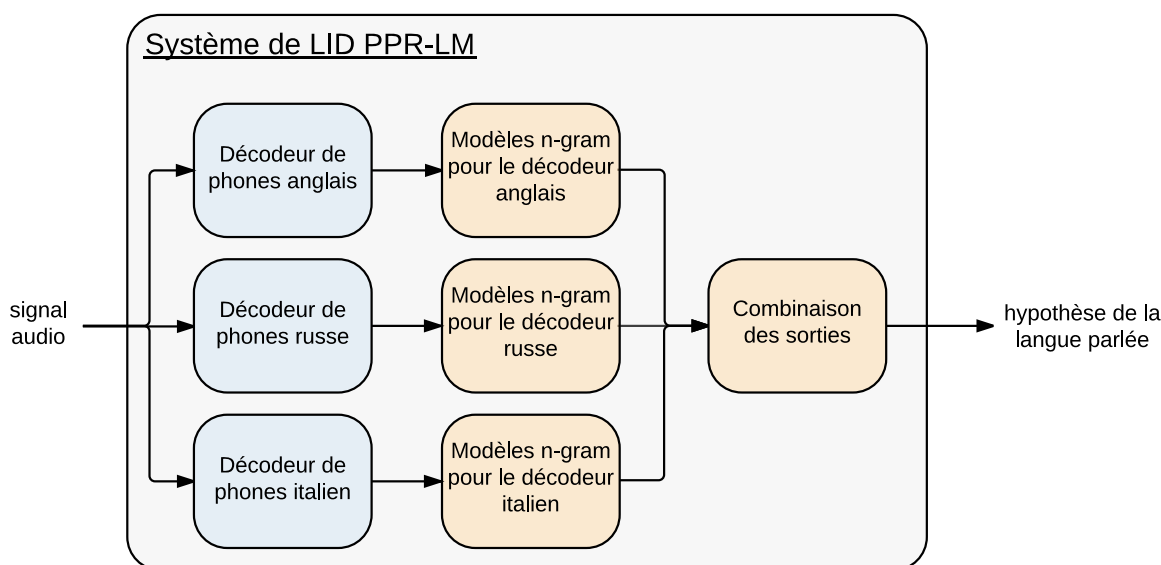 Système de LID PPR-LM
Décodeur de
phones anglais
Modèles n-gram
pour le décodeur
anglais
signal
audio
Décodeur de
phones russe
Modèles n-gram
pour le décodeur
russe
Combinaison
des sorties
hypothèse de la
langue parlée
Décodeur de
phones italien
Modèles n-gram
pour le décodeur
italien